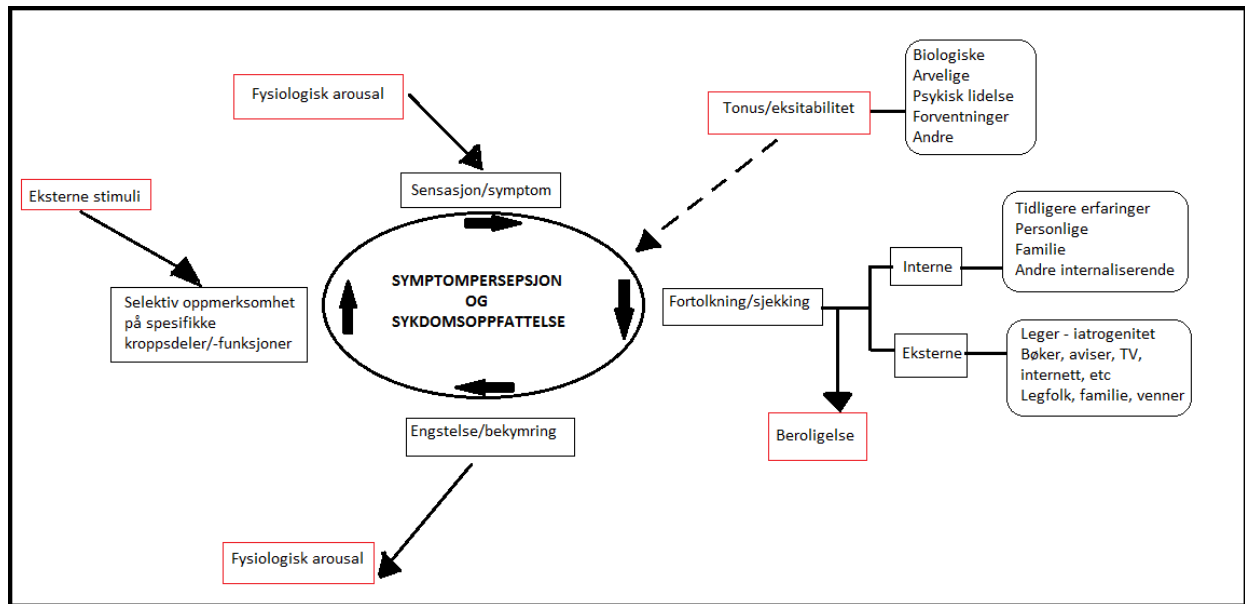 Fysiologisk arousal
Tonus/eksitabilitet
Biologiske
Arvelige
Psykisk lidelse
Forventninger
Andre
Eksterne stimuli
Sensasjon/symptom
SYMPTOMPERSEPSJON
OG
SYKDOMSOPPFATTELSE
Selektiv oppmerksomhet
på spesifikke
kroppsdeler/-funksjoner
Fortolkning/sjekking
Interne
Tidligere erfaringer
Personlige
Familie
Andre internaliserende
Eksterne
Leger - iatrogenitet
Bøker, aviser, TV,
internett, etc
Legfolk, familie, venner
Beroligelse
Engstelse/bekymring
Fysiologisk arousal